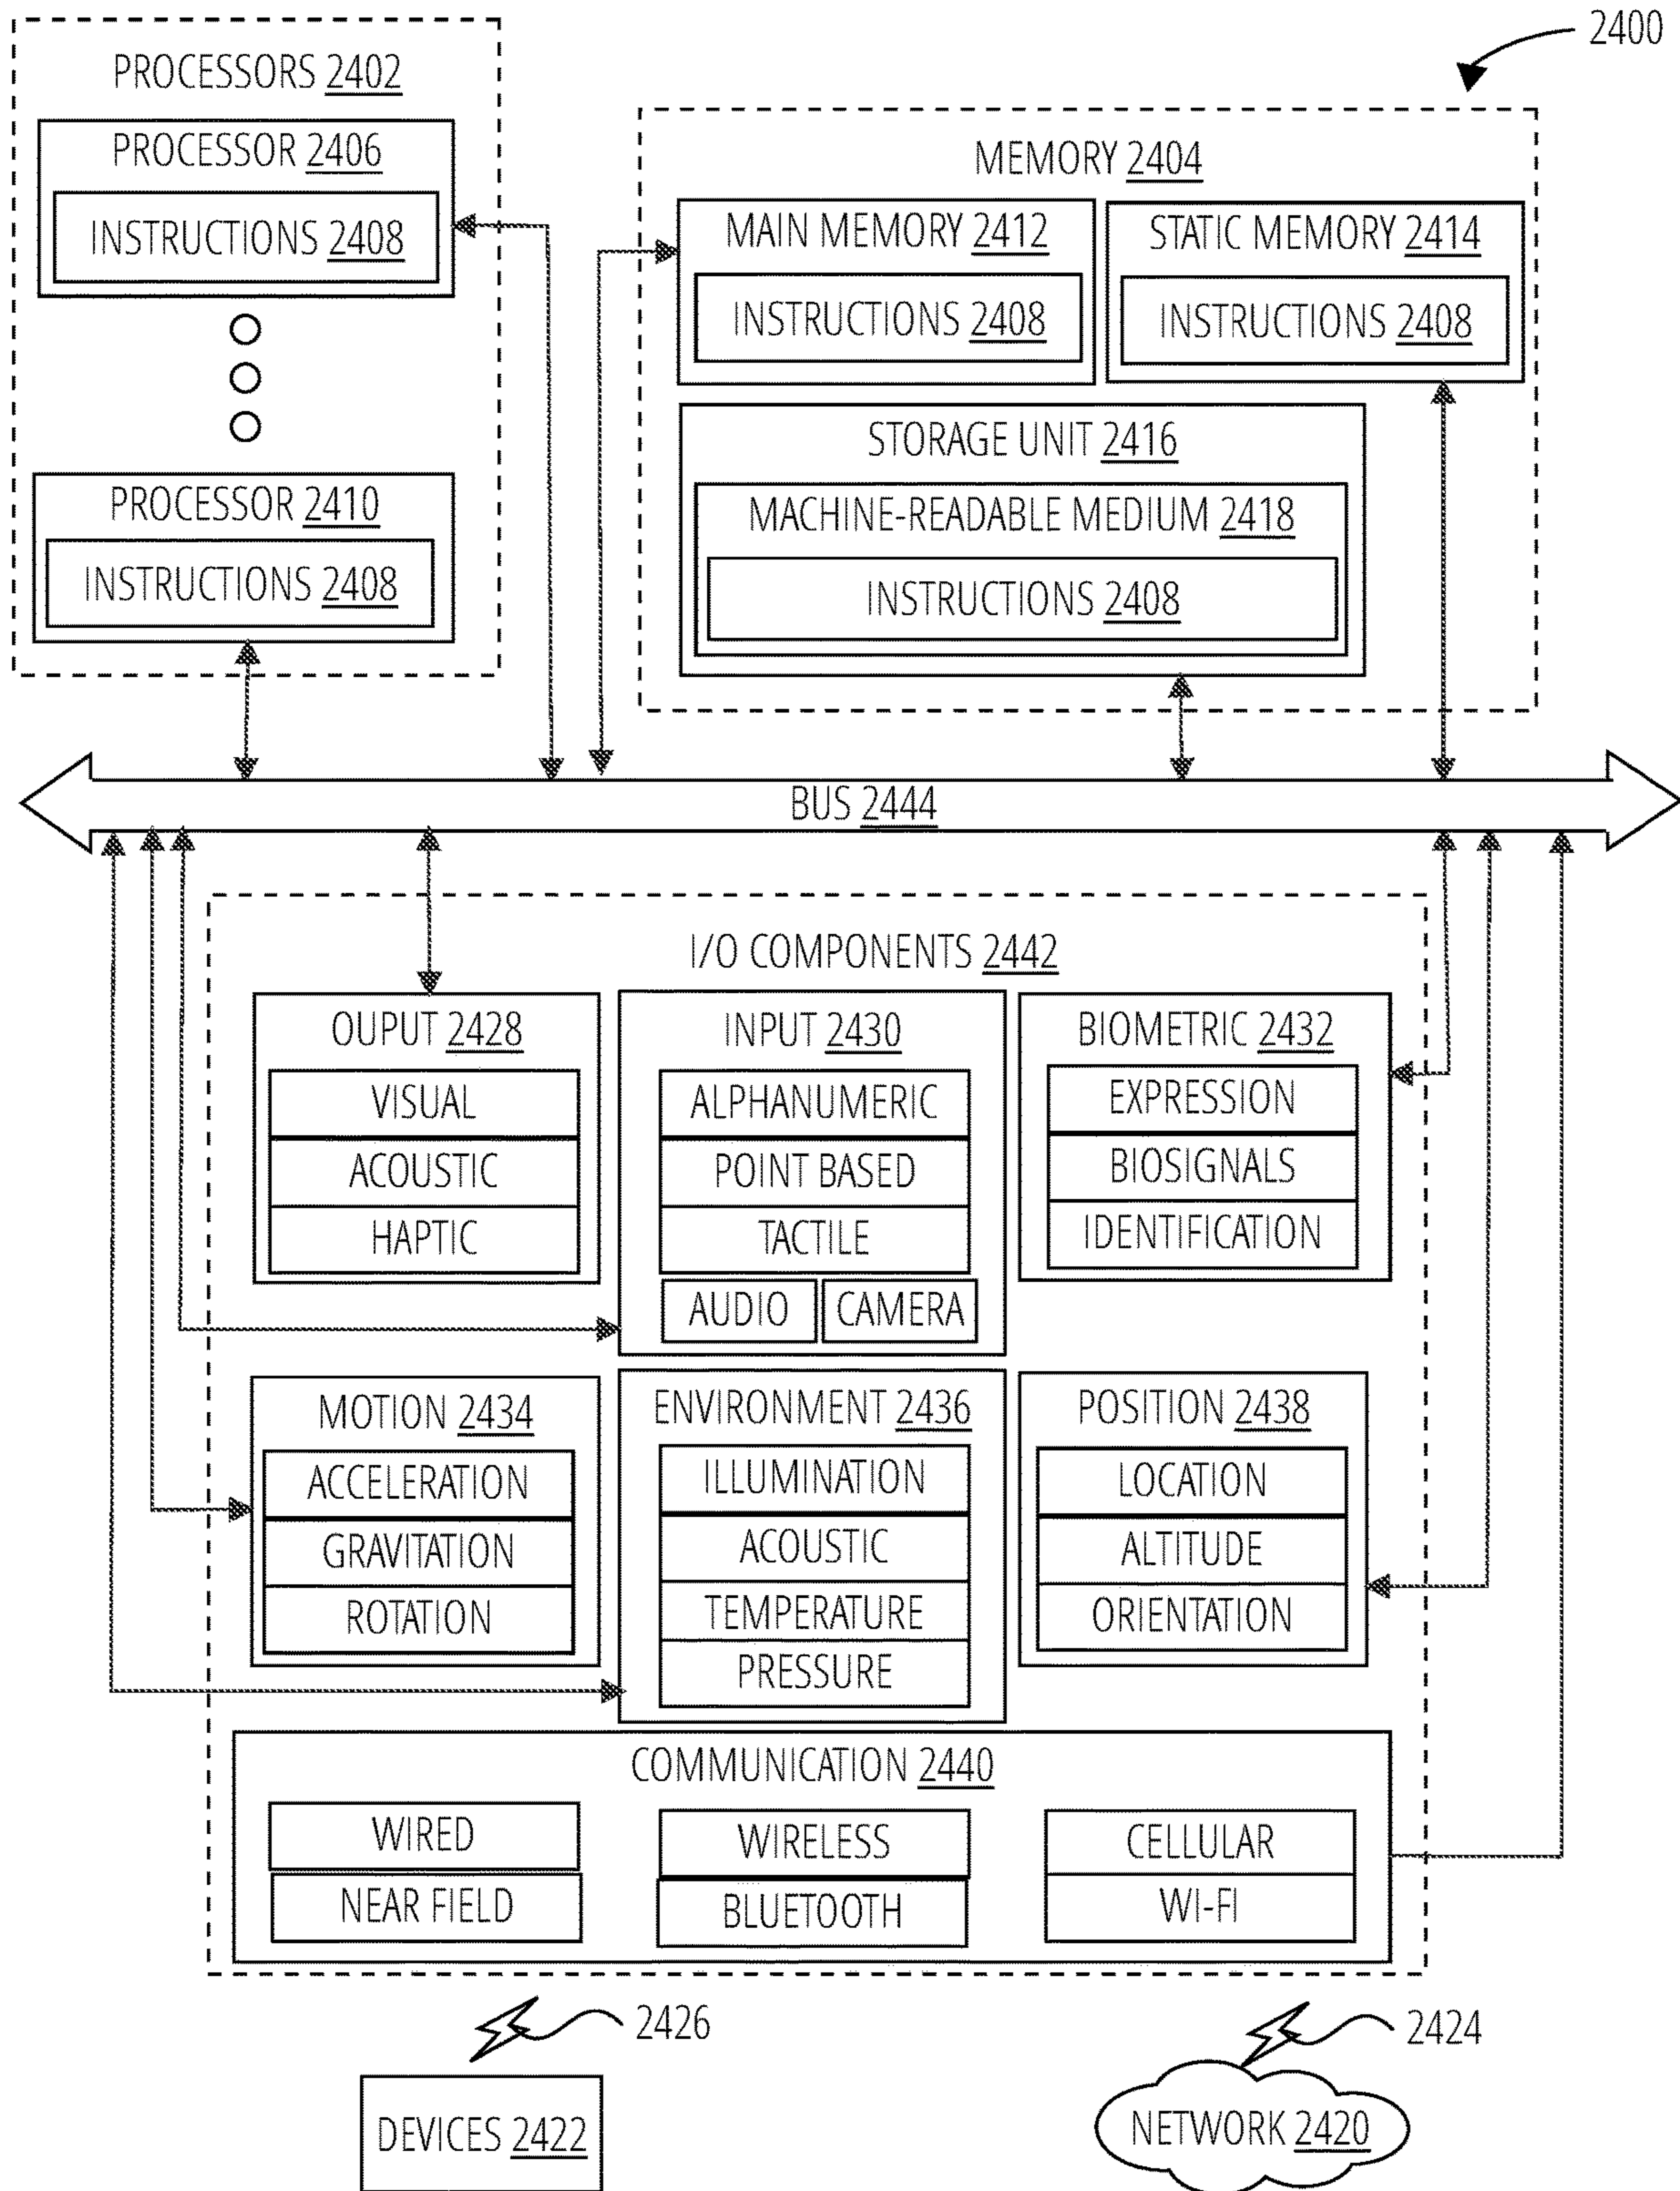 2400
PROCESSORS 2402
PROCESSOR 2406
INSTRUCTIONS 2408
PROCESSOR 2410
INSTRUCTIONS 2408
MEMORY 2404
MAIN MEMORY 2412
INSTRUCTIONS 2408
STATIC MEMORY 2414
INSTRUCTIONS 2408
STORAGE UNIT 2416
MACHINE-READABLE MEDIUM 2418
INSTRUCTIONS 2408
BUS 2444
I/O COMPONENTS 2442
OUPUT 2428
VISUAL
ACOUSTIC
HAPTIC
INPUT 2430
ALPHANUMERIC
POINT BASED
TACTILE
AUDIO
CAMERA
BIOMETRIC 2432
EXPRESSION
BIOSIGNALS
IDENTIFICATION
MOTION 2434
ACCELERATION
GRAVITATION
ROTATION
ENVIRONMENT 2436
ILLUMINATION
ACOUSTIC
TEMPERATURE
PRESSURE
POSITION 2438
LOCATION
ALTITUDE
ORIENTATION
COMMUNICATION 2440
WIRED
NEAR FIELD
WIRELESS
BLUETOOTH
CELLULAR
WI-FI
2426
DEVICES 2422
2424
NETWORK 2420